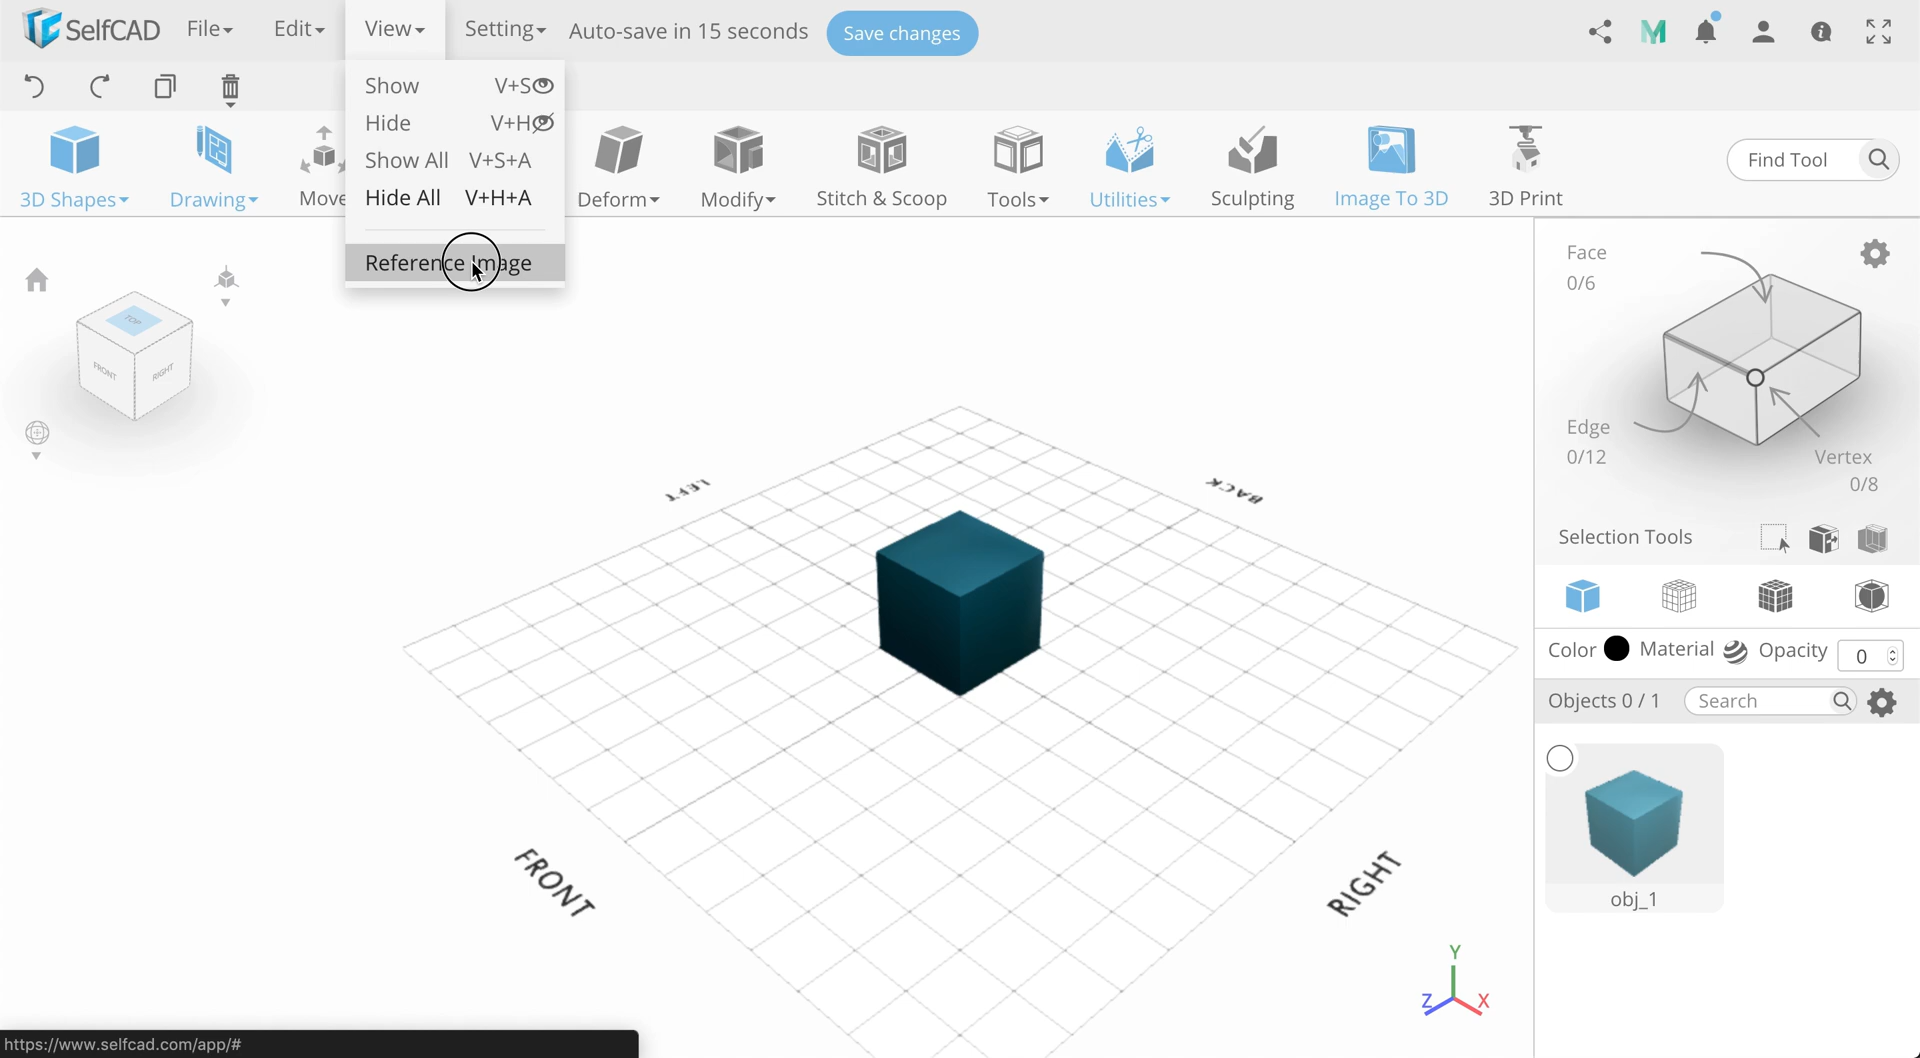 SelfCAD File Edit View Setting Auto-save in 15 seconds Save changes
Show V+S
Hide V+H
Show All V+S+A
Hide All V+H+A
Reference Image
3D Shapes Drawing Move Deform Modify Stitch & Scoop Tools Utilities Sculpting Image To 3D 3D Print
Find Tool
TOP
FRONT RIGHT
LEFT BACK
FRONT RIGHT
Y
Z X
Face
0/6
Edge
0/12
Vertex
0/8
Selection Tools
Color Material Opacity 0
Objects 0 / 1 Search
obj_1
https://www.selfcad.com/app/#